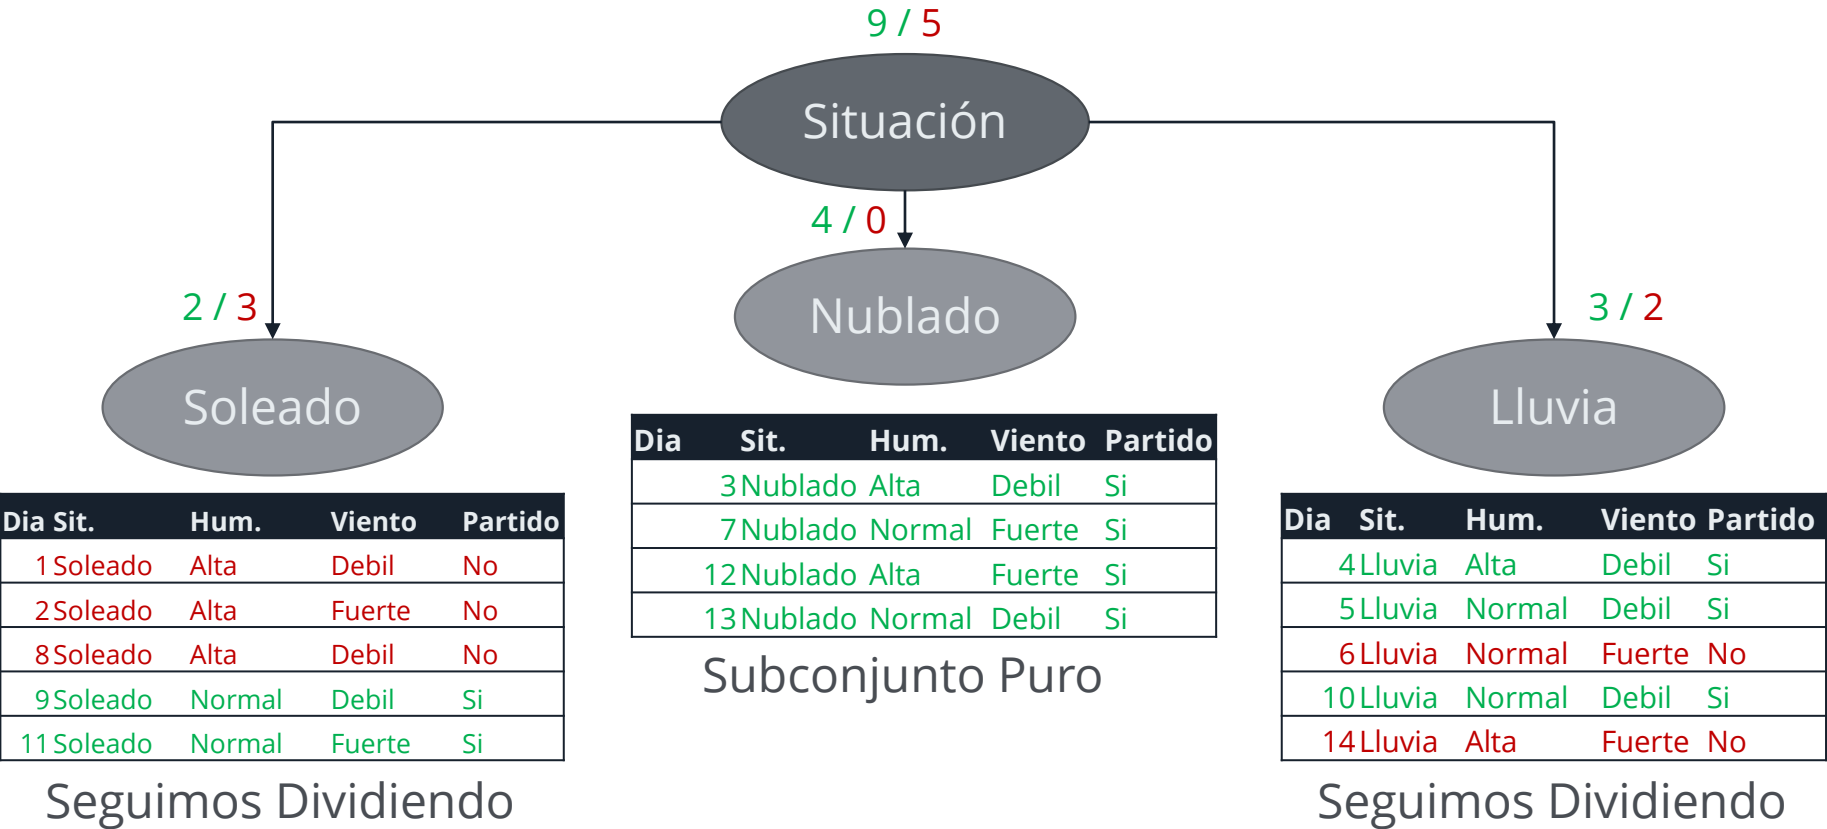 9 / 5
Situación
4 / 0
Nublado
2 / 3
Soleado
3 / 2
Lluvia
Dia Sit. Hum. Viento Partido
3 Nublado Alta Debil Si
7 Nublado Normal Fuerte Si
12 Nublado Alta Fuerte Si
13 Nublado Normal Debil Si
Subconjunto Puro
Dia Sit. Hum. Viento Partido
1 Soleado Alta Debil No
2 Soleado Alta Fuerte No
8 Soleado Alta Debil No
9 Soleado Normal Debil Si
11 Soleado Normal Fuerte Si
Seguimos Dividiendo
Dia Sit. Hum. Viento Partido
4 Lluvia Alta Debil Si
5 Lluvia Normal Debil Si
6 Lluvia Normal Fuerte No
10 Lluvia Normal Debil Si
14 Lluvia Alta Fuerte No
Seguimos Dividiendo